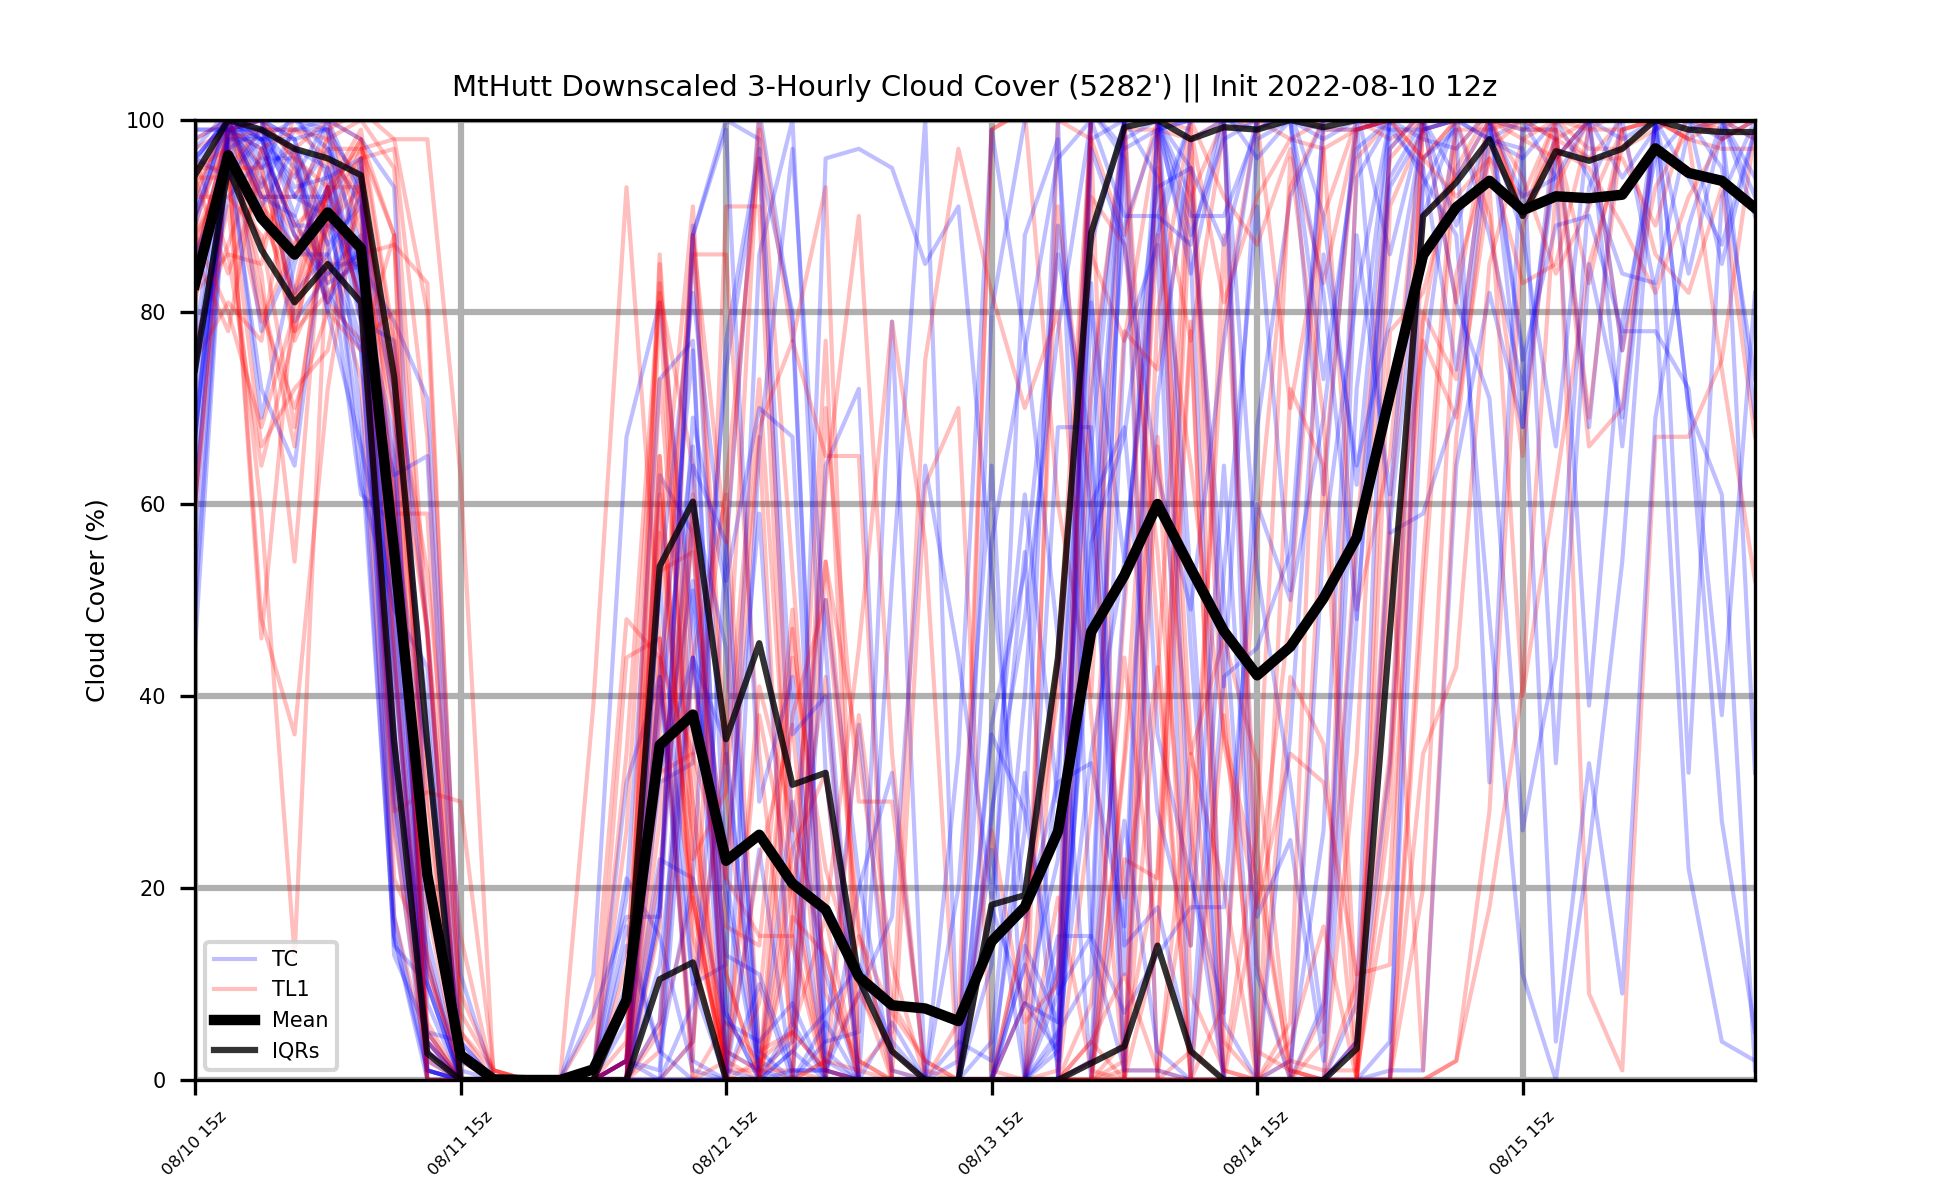 MtHutt Downscaled 3-Hourly Cloud Cover (5282') || Init 2022-08-10 12z
Cloud Cover (%)
100
80
60
40
20
0
TC
TL1
Mean
IQRs
08/10 15z
08/11 15z
08/12 15z
08/13 15z
08/14 15z
08/15 15z